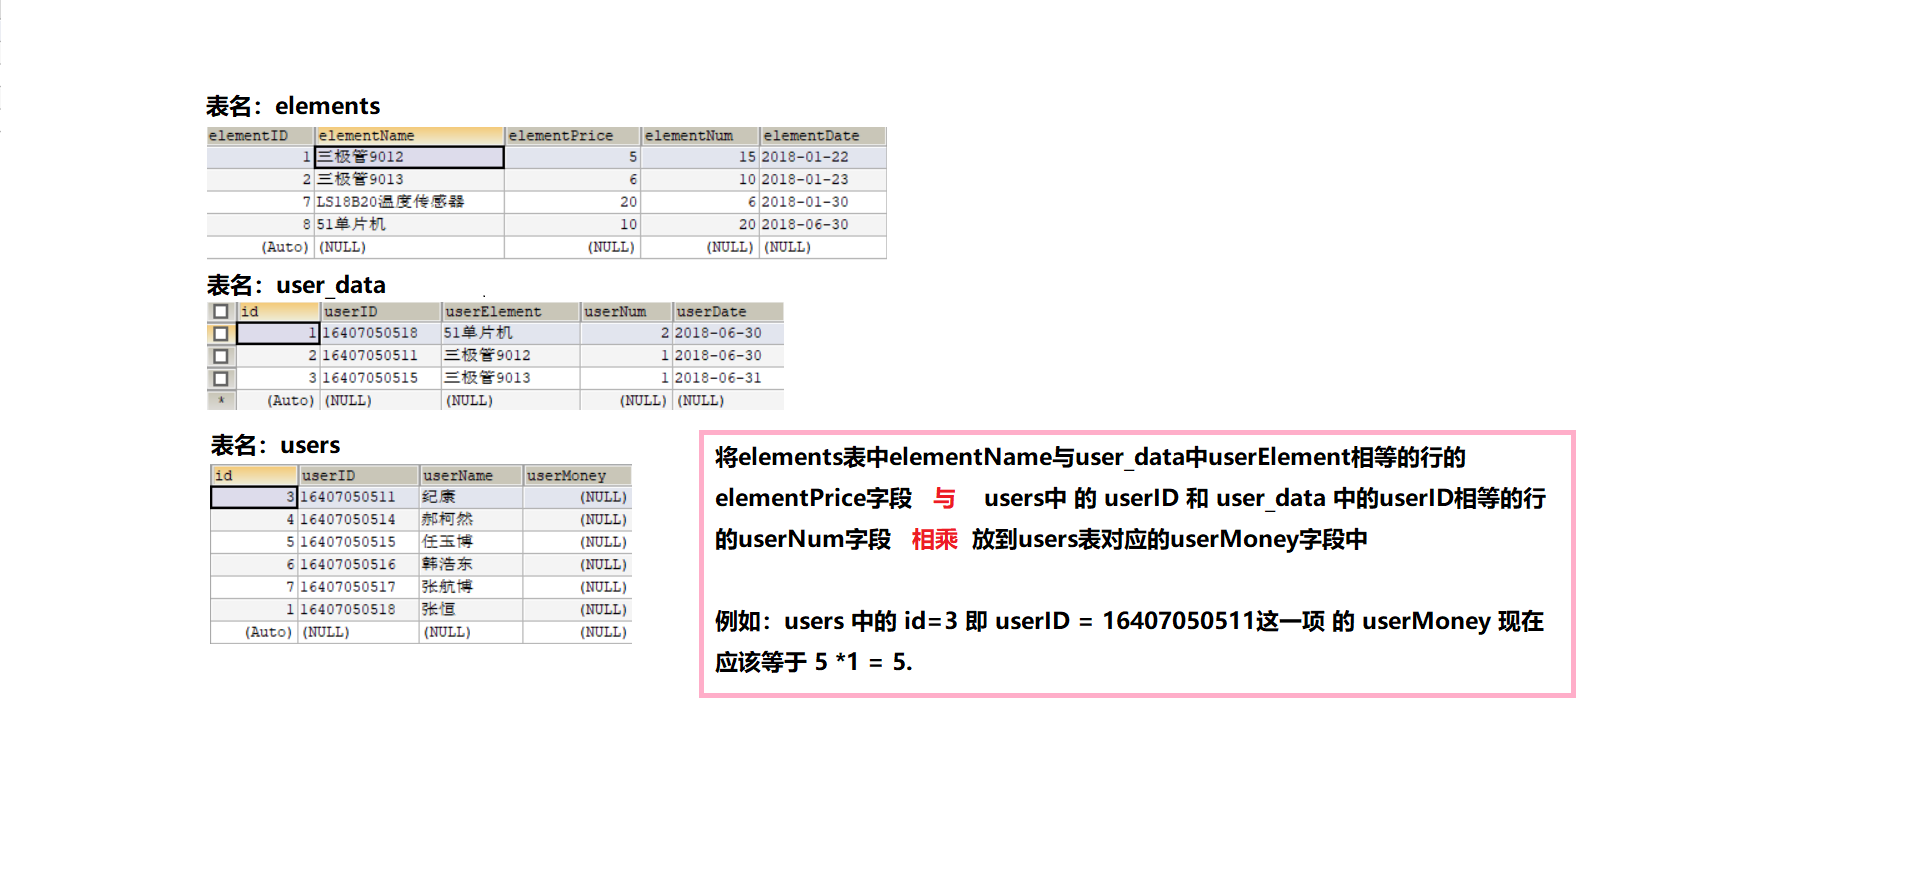 表名：elements
elementID elementName elementPrice elementNum elementDate
1 三极管9012 5 15 2018-01-22
2 三极管9013 6 10 2018-01-23
7 LS18B20温度传感器 20 6 2018-01-30
8 51单片机 10 20 2018-06-30
(Auto) (NULL) (NULL) (NULL) (NULL)
表名：user_data
id userID userElement userNum userDate
1 16407050518 51单片机 2 2018-06-30
2 16407050511 三极管9012 1 2018-06-30
3 16407050515 三极管9013 1 2018-06-31
* (Auto) (NULL) (NULL) (NULL) (NULL)
表名：users
id userID userName userMoney
3 16407050511 纪康 (NULL)
4 16407050514 郝柯然 (NULL)
5 16407050515 任玉博 (NULL)
6 16407050516 韩浩东 (NULL)
7 16407050517 张航博 (NULL)
1 16407050518 张恒 (NULL)
(Auto) (NULL) (NULL) (NULL)
将elements表中elementName与user_data中userElement相等的行的
elementPrice字段 与 users中 的 userID 和 user_data 中的userID相等的行
的userNum字段 相乘 放到users表对应的userMoney字段中
例如：users 中的 id=3 即 userID = 16407050511这一项 的 userMoney 现在
应该等于 5 *1 = 5.